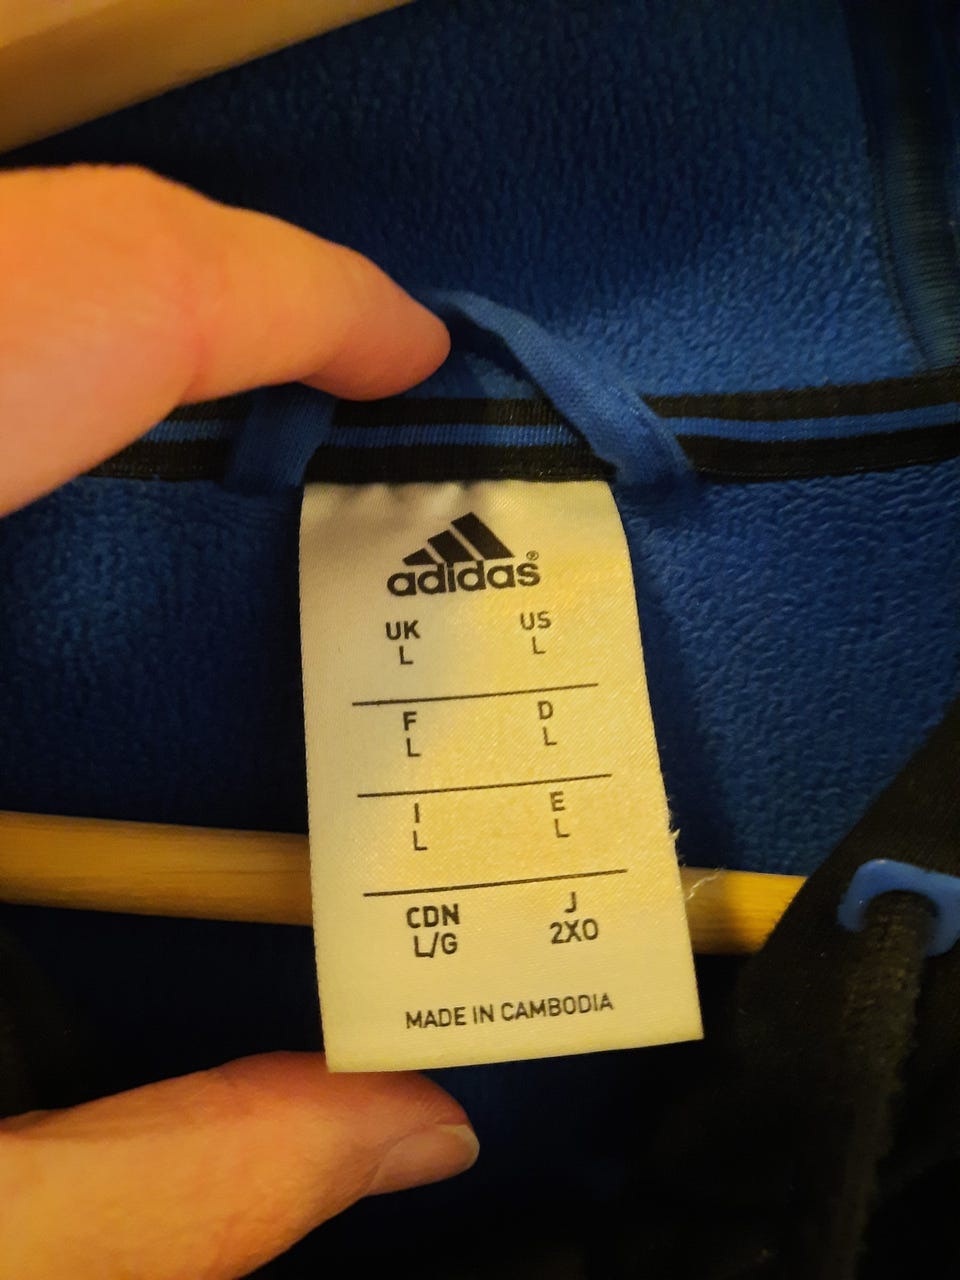 adidas®
UK US
L L
F D
L L
I E
L L
CDN J
L/G 2XO
MADE IN CAMBODIA